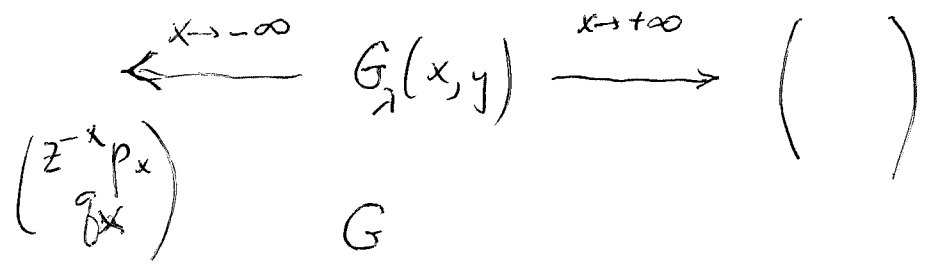 x→-∞ x→+∞
← G_λ(x, y) → ( )
(z^{-x} p_x
q_x)
G